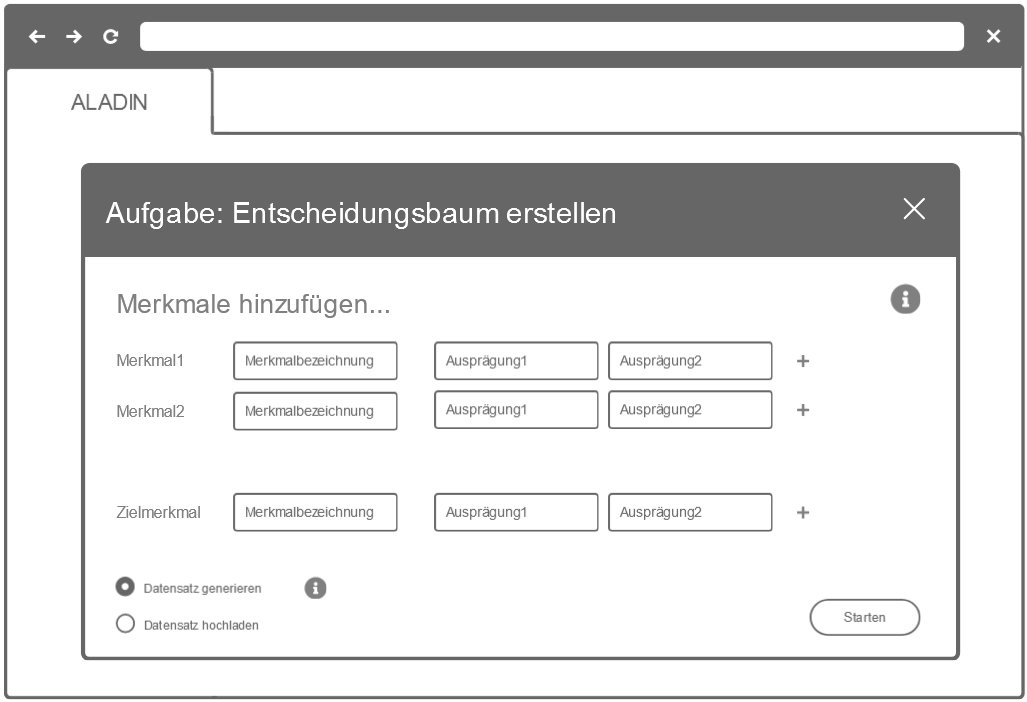 ALADIN
Aufgabe: Entscheidungsbaum erstellen
Merkmale hinzufügen...
Merkmal1 Merkmalbezeichnung Ausprägung1 Ausprägung2 +
Merkmal2 Merkmalbezeichnung Ausprägung1 Ausprägung2 +
Zielmerkmal Merkmalbezeichnung Ausprägung1 Ausprägung2 +
Datensatz generieren
Datensatz hochladen
Starten